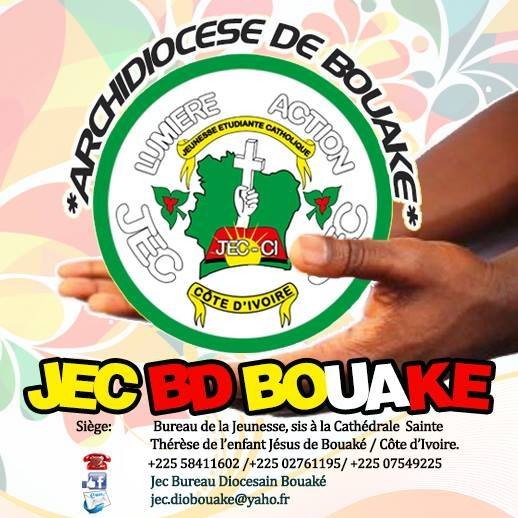 *ARCHIDIOCESE DE BOUAKE*
LUMIERE ACTION
JEUNESSE ETUDIANTE CATHOLIQUE
JEC
JEC - CI
CÔTE D'IVOIRE
JEC BD BOUAKE
Siège: Bureau de la Jeunesse, sis à la Cathédrale Sainte
Thérèse de l'enfant Jésus de Bouaké / Côte d'Ivoire.
+225 58411602 /+225 02761195/ +225 07549225
Jec Bureau Diocesain Bouaké
jec.diobouake@yaho.fr